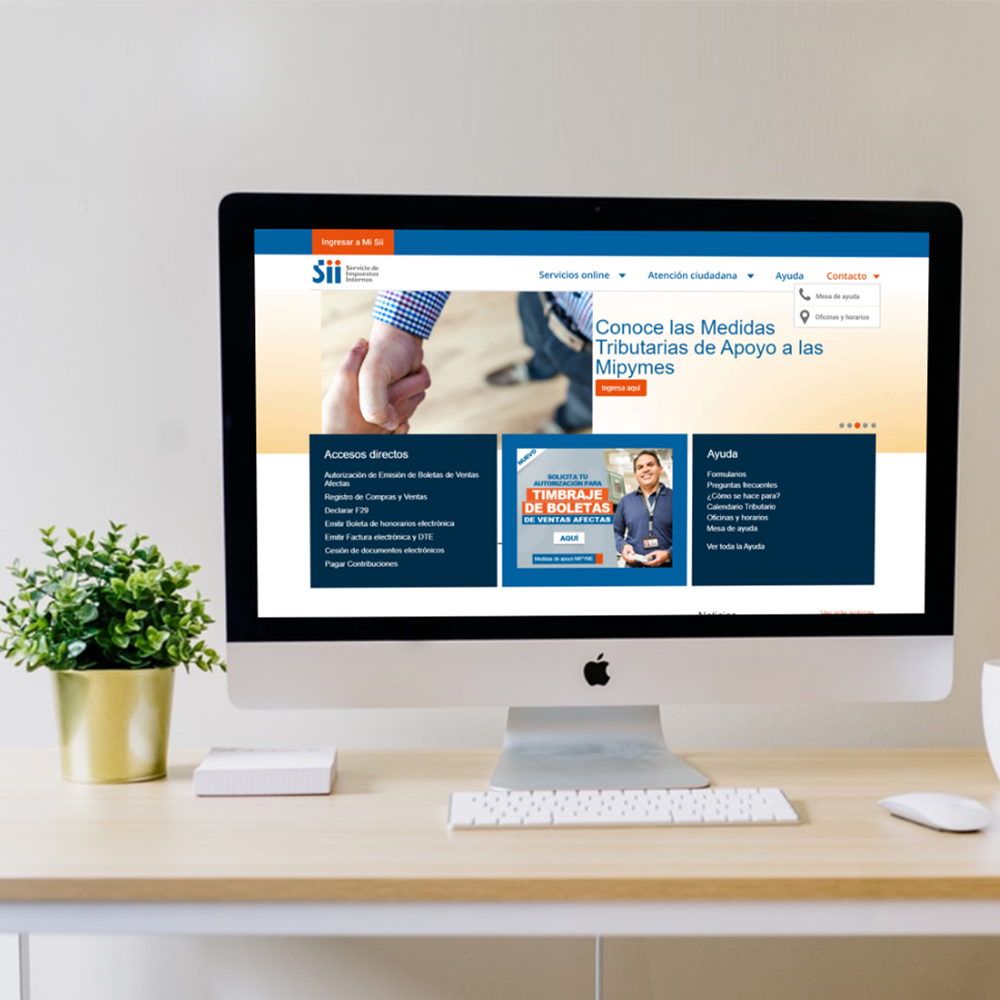 Ingresar a Mi Sii
Sii Servicio de
Impuestos
Internos
Servicios online
Atención ciudadana
Ayuda
Contacto
Mesa de ayuda
Oficinas y horarios
Conoce las Medidas
Tributarias de Apoyo a las
Mipymes
Ingresa aquí
Accesos directos
Autorización de Emisión de Boletas de Ventas
Afectas
Registro de Compras y Ventas
Declarar F29
Emitir Boleta de honorarios electrónica
Emitir Factura electrónica y DTE
Cesión de documentos electrónicos
Pagar Contribuciones
NUEVO
SOLICITA TU
AUTORIZACIÓN PARA
TIMBRAJE
DE BOLETAS
DE VENTAS AFECTAS
AQUÍ
Medidas de apoyo MIPYME
Ayuda
Formularios
Preguntas frecuentes
¿Cómo se hace para?
Calendario Tributario
Oficinas y horarios
Mesa de ayuda
Ver toda la Ayuda
Noticias
Ver más noticias